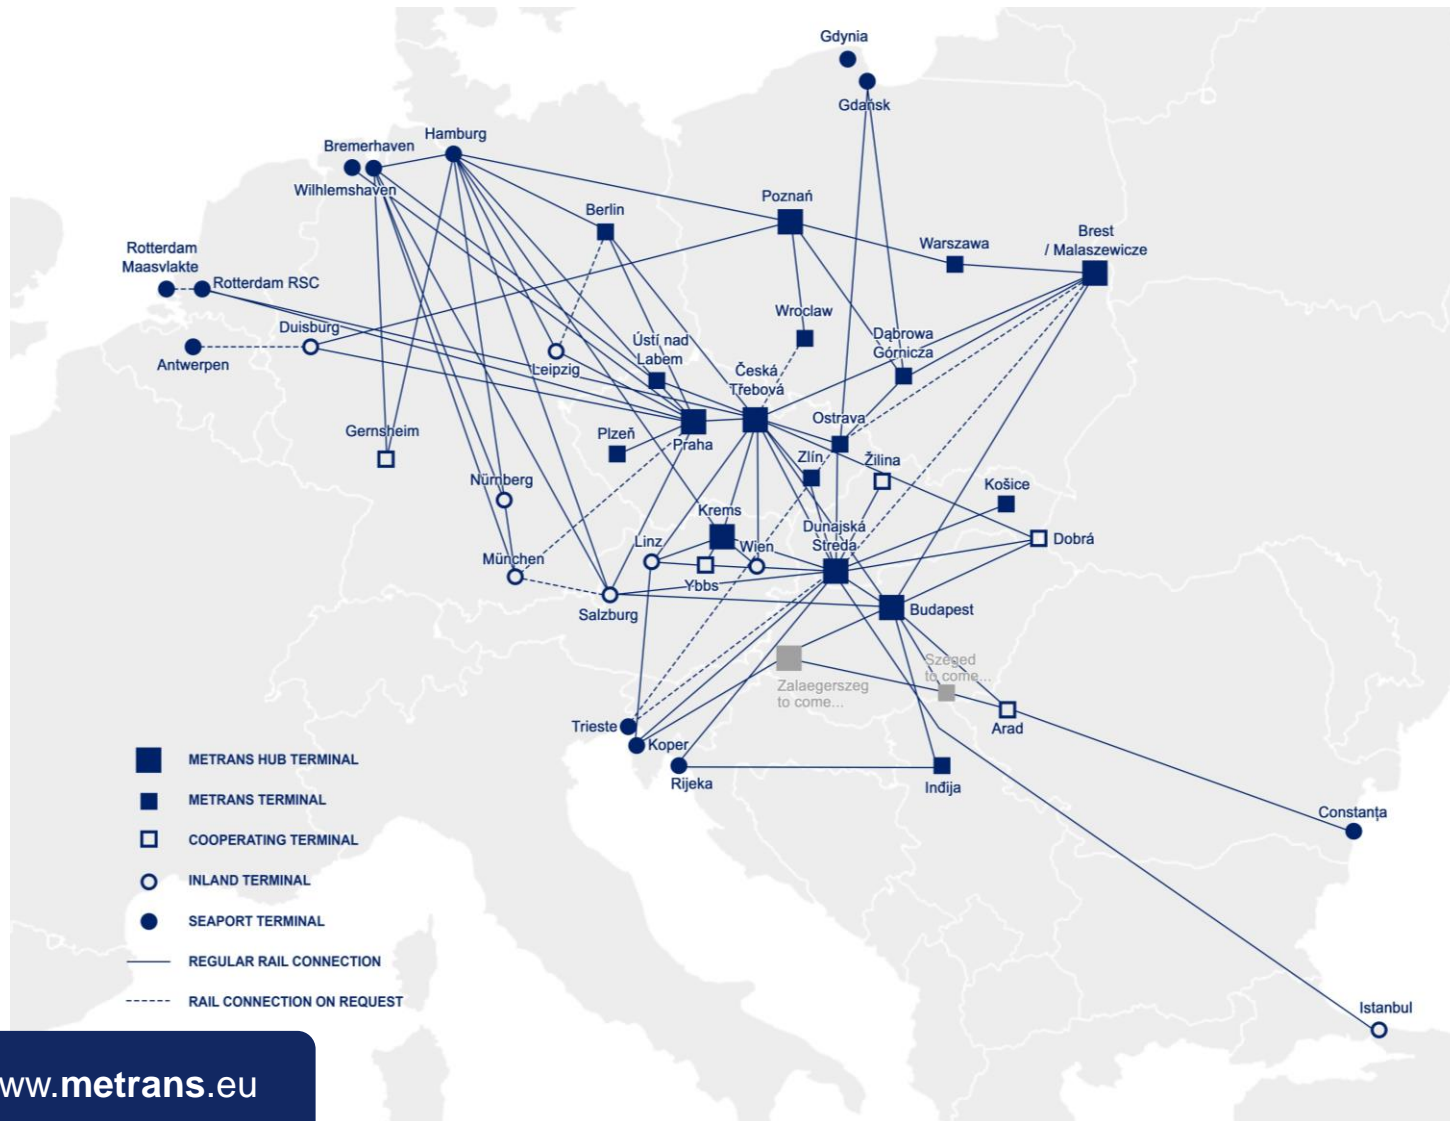 Gdynia
Gdańsk
Hamburg
Bremerhaven
Wilhlemshaven
Poznań
Berlin
Warszawa
Brest
/ Malaszewicze
Rotterdam
Maasvlakte
Rotterdam RSC
Duisburg
Antwerpen
Leipzig
Wroclaw
Ústí nad
Labem
Česká
Třebová
Dąbrowa
Górnicza
Gernsheim
Plzeň
Praha
Ostrava
Zlín
Žilina
Nürnberg
Košice
Krems
Dunajská
Streda
Linz
Wien
Dobrá
München
Ybbs
Salzburg
Budapest
Szeged
to come...
Zalaegerszeg
to come...
Trieste
Koper
Arad
Rijeka
Inđija
Constanța
Istanbul
METRANS HUB TERMINAL
METRANS TERMINAL
COOPERATING TERMINAL
INLAND TERMINAL
SEAPORT TERMINAL
REGULAR RAIL CONNECTION
RAIL CONNECTION ON REQUEST
ww.metrans.eu